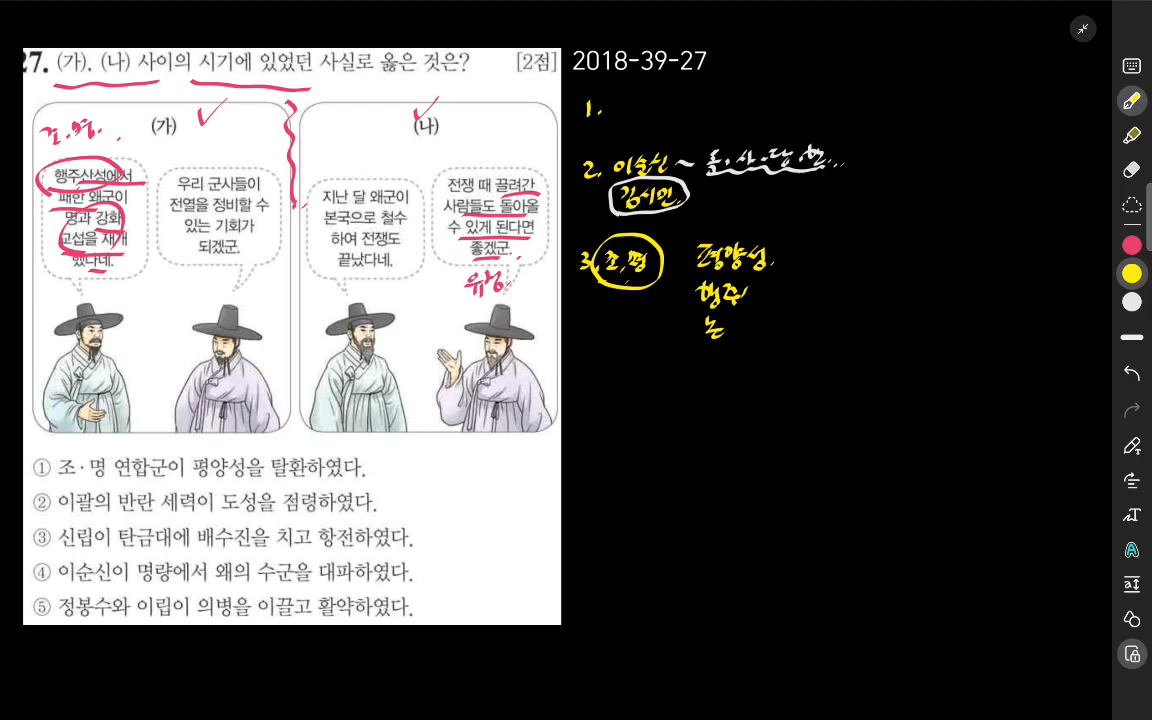 27. (가), (나) 사이의 시기에 있었던 사실로 옳은 것은? [2점]
2018-39-27
(가)
행주산성에서
패한 왜군이
명과 강화
교섭을 재개
했다네.
우리 군사들이
전열을 정비할 수
있는 기회가
되겠군.
(나)
지난 달 왜군이
본국으로 철수
하여 전쟁도
끝났다네.
전쟁 때 끌려간
사람들도 돌아올
수 있게 된다면
좋겠군.
① 조·명 연합군이 평양성을 탈환하였다.
② 이괄의 반란 세력이 도성을 점령하였다.
③ 신립이 탄금대에 배수진을 치고 항전하였다.
④ 이순신이 명량에서 왜의 수군을 대파하였다.
⑤ 정봉수와 이립이 의병을 이끌고 활약하였다.
조.명.
유정.
1.
2. 이순신 ~
김시민
3. 조.명 평양성.
행주